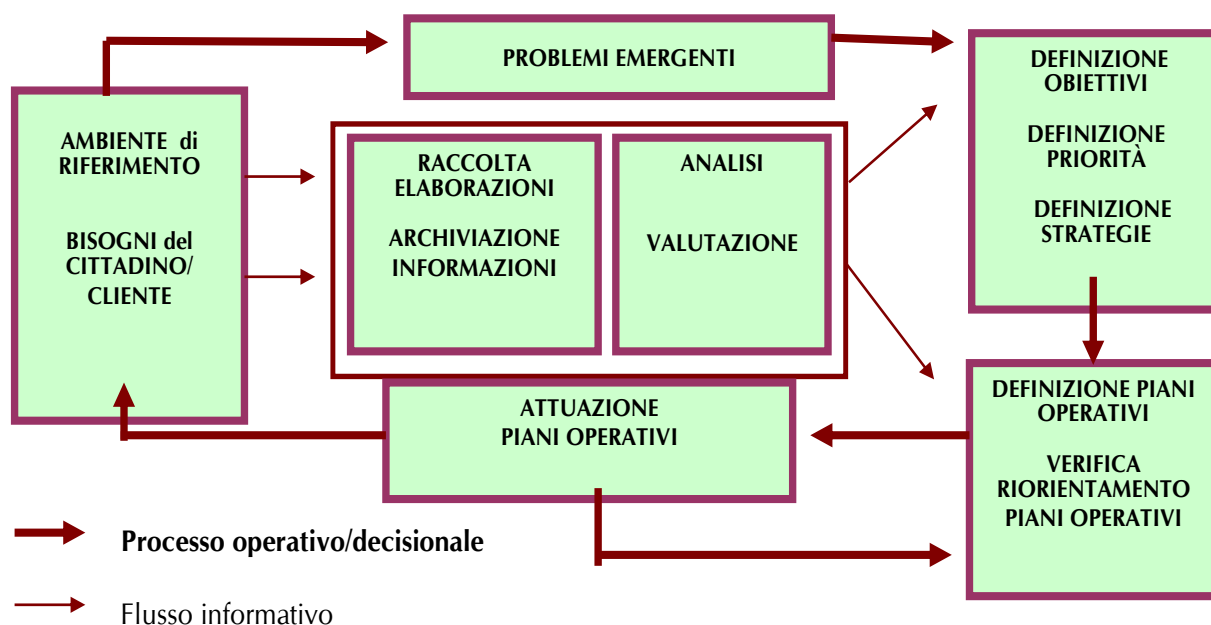 PROBLEMI EMERGENTI
AMBIENTE di
RIFERIMENTO
BISOGNI del
CITTADINO/
CLIENTE
RACCOLTA
ELABORAZIONI
ARCHIVIAZIONE
INFORMAZIONI
ANALISI
VALUTAZIONE
DEFINIZIONE
OBIETTIVI
DEFINIZIONE
PRIORITÀ
DEFINIZIONE
STRATEGIE
ATTUAZIONE
PIANI OPERATIVI
DEFINIZIONE PIANI
OPERATIVI
VERIFICA
RIORIENTAMENTO
PIANI OPERATIVI
Processo operativo/decisionale
Flusso informativo